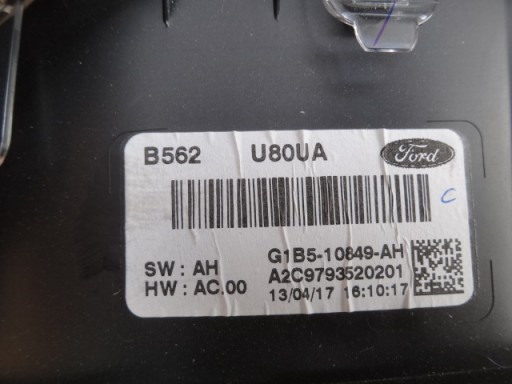 B562 U80UA Ford
C
G1B5-10849-AH
SW : AH A2C9793520201
HW : AC.00 13/04/17 16:10:17